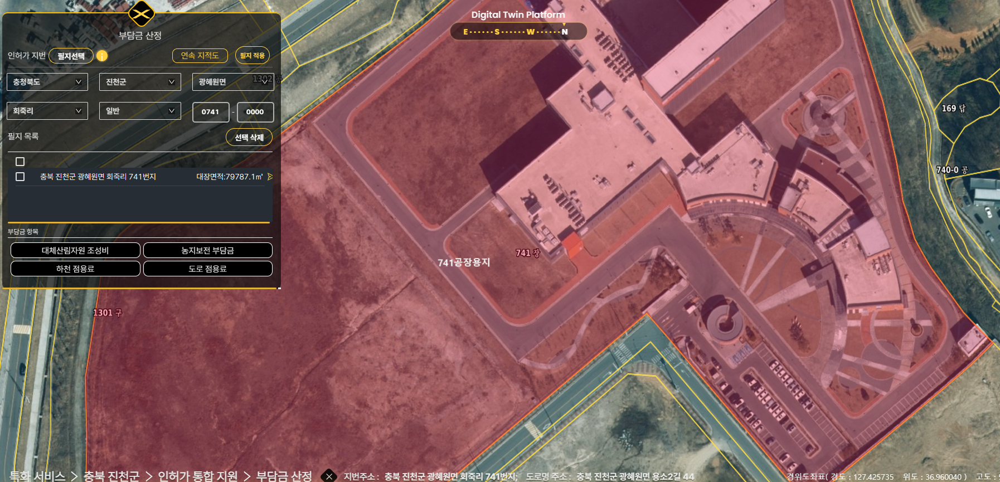 Digital Twin Platform
E · · · · · · S · · · · · · W · · · · · · N
부담금 산정
인허가 지번 필지선택 i 연속 지적도 필지 적용
충청북도 진천군 광혜원면
회죽리 일반 0741 - 0000
필지 목록 선택 삭제
충북 진천군 광혜원면 회죽리 741번지 대장면적:79787.1㎡
부담금 항목
대체산림자원 조성비 농지보전 부담금
하천 점용료 도로 점용료
1302 공
169 답
740-0 공
741 장
741공장용지
1301 구
특화 서비스 > 충북 진천군 > 인허가 통합 지원 > 부담금 산정
지번주소 : 충북 진천군 광혜원면 회죽리 741번지; 도로명 주소 : 충북 진천군 광혜원면 용소2길 44
경위도좌표( 경도 : 127.425735 위도 : 36.960040 ) 고도 :